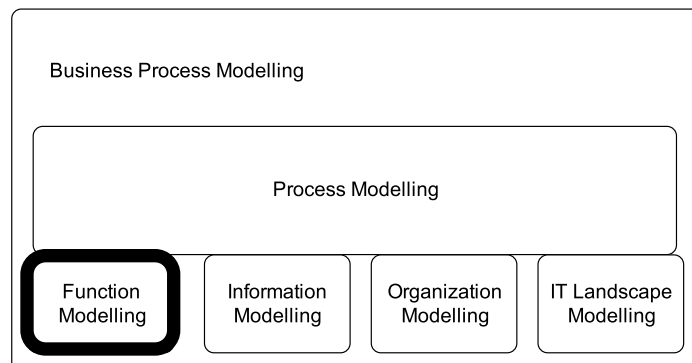 Business Process Modelling
Process Modelling
Function
Modelling
Information
Modelling
Organization
Modelling
IT Landscape
Modelling